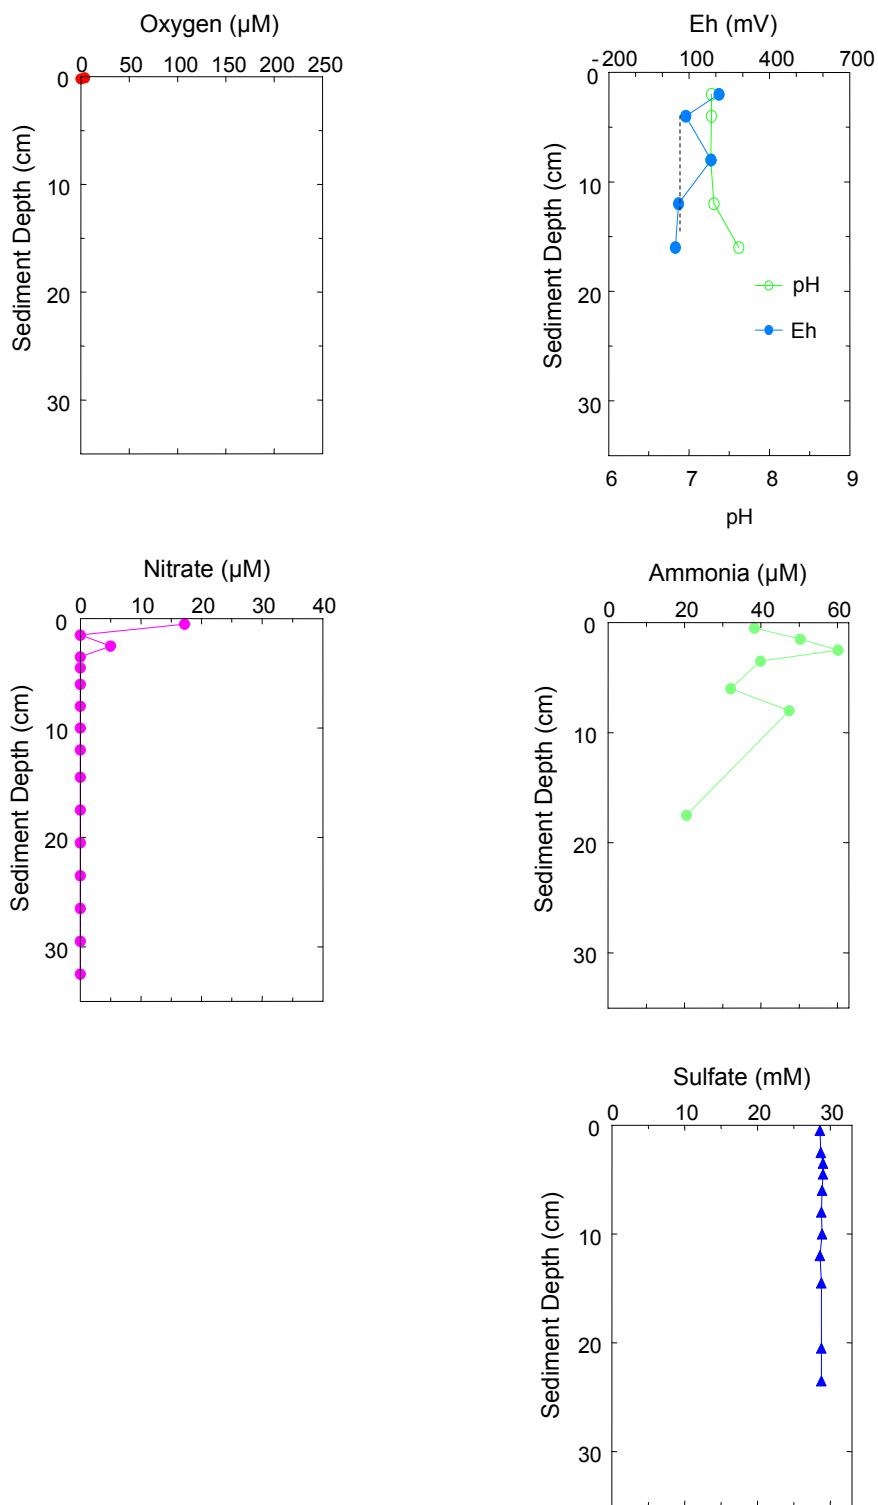 Oxygen (µM)
0 50 100 150 200 250
0
10
20
30
Sediment Depth (cm)
Eh (mV)
-200 100 400 700
0
10
20
30
Sediment Depth (cm)
pH
Eh
6 7 8 9
pH
Nitrate (µM)
0 10 20 30 40
0
10
20
30
Sediment Depth (cm)
Ammonia (µM)
0 20 40 60
0
10
20
30
Sediment Depth (cm)
Sulfate (mM)
0 10 20 30
0
10
20
30
Sediment Depth (cm)